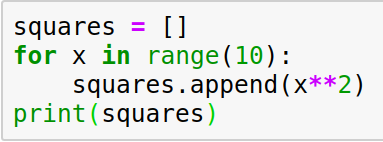 squares = []
for x in range(10):
    squares.append(x**2)
print(squares)